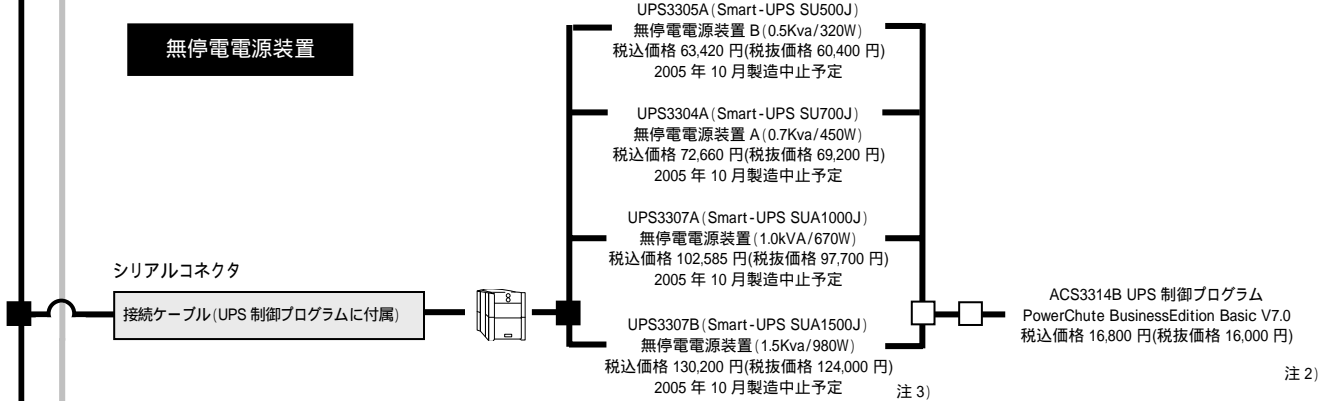 無停電電源装置
UPS3305A(Smart-UPS SU500J)
無停電電源装置 B(0.5Kva/320W)
税込価格 63,420 円(税抜価格 60,400 円)
2005 年 10 月製造中止予定
UPS3304A(Smart-UPS SU700J)
無停電電源装置 A(0.7Kva/450W)
税込価格 72,660 円(税抜価格 69,200 円)
2005 年 10 月製造中止予定
UPS3307A(Smart-UPS SUA1000J)
無停電電源装置(1.0kVA/670W)
税込価格 102,585 円(税抜価格 97,700 円)
2005 年 10 月製造中止予定
シリアルコネクタ
接続ケーブル(UPS 制御プログラムに付属)
UPS3307B(Smart-UPS SUA1500J)
無停電電源装置(1.5Kva/980W)
税込価格 130,200 円(税抜価格 124,000 円)
2005 年 10 月製造中止予定
注 3)
ACS3314B UPS 制御プログラム
PowerChute BusinessEdition Basic V7.0
税込価格 16,800 円(税抜価格 16,000 円)
注 2)